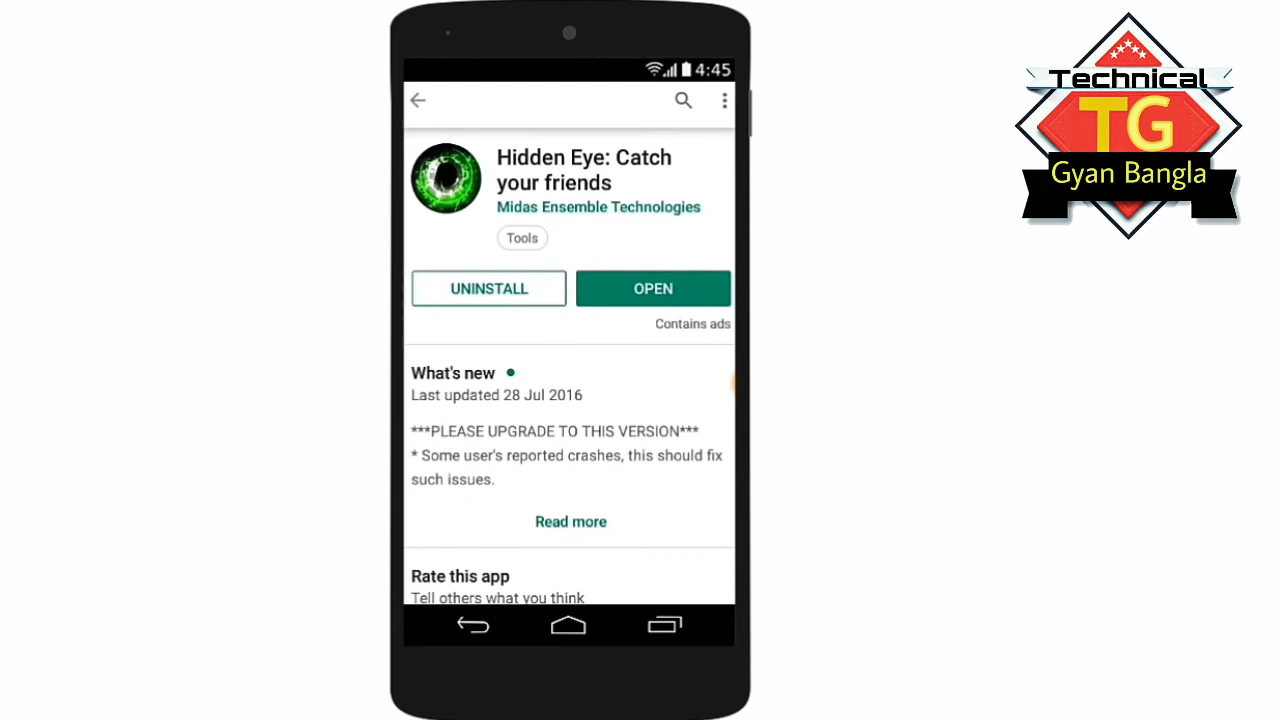 4:45
Hidden Eye: Catch
your friends
Midas Ensemble Technologies
Tools
UNINSTALL
OPEN
Contains ads
What's new
Last updated 28 Jul 2016
***PLEASE UPGRADE TO THIS VERSION***
* Some user's reported crashes, this should fix
such issues.
Read more
Rate this app
Tell others what you think
Technical
TG
Gyan Bangla